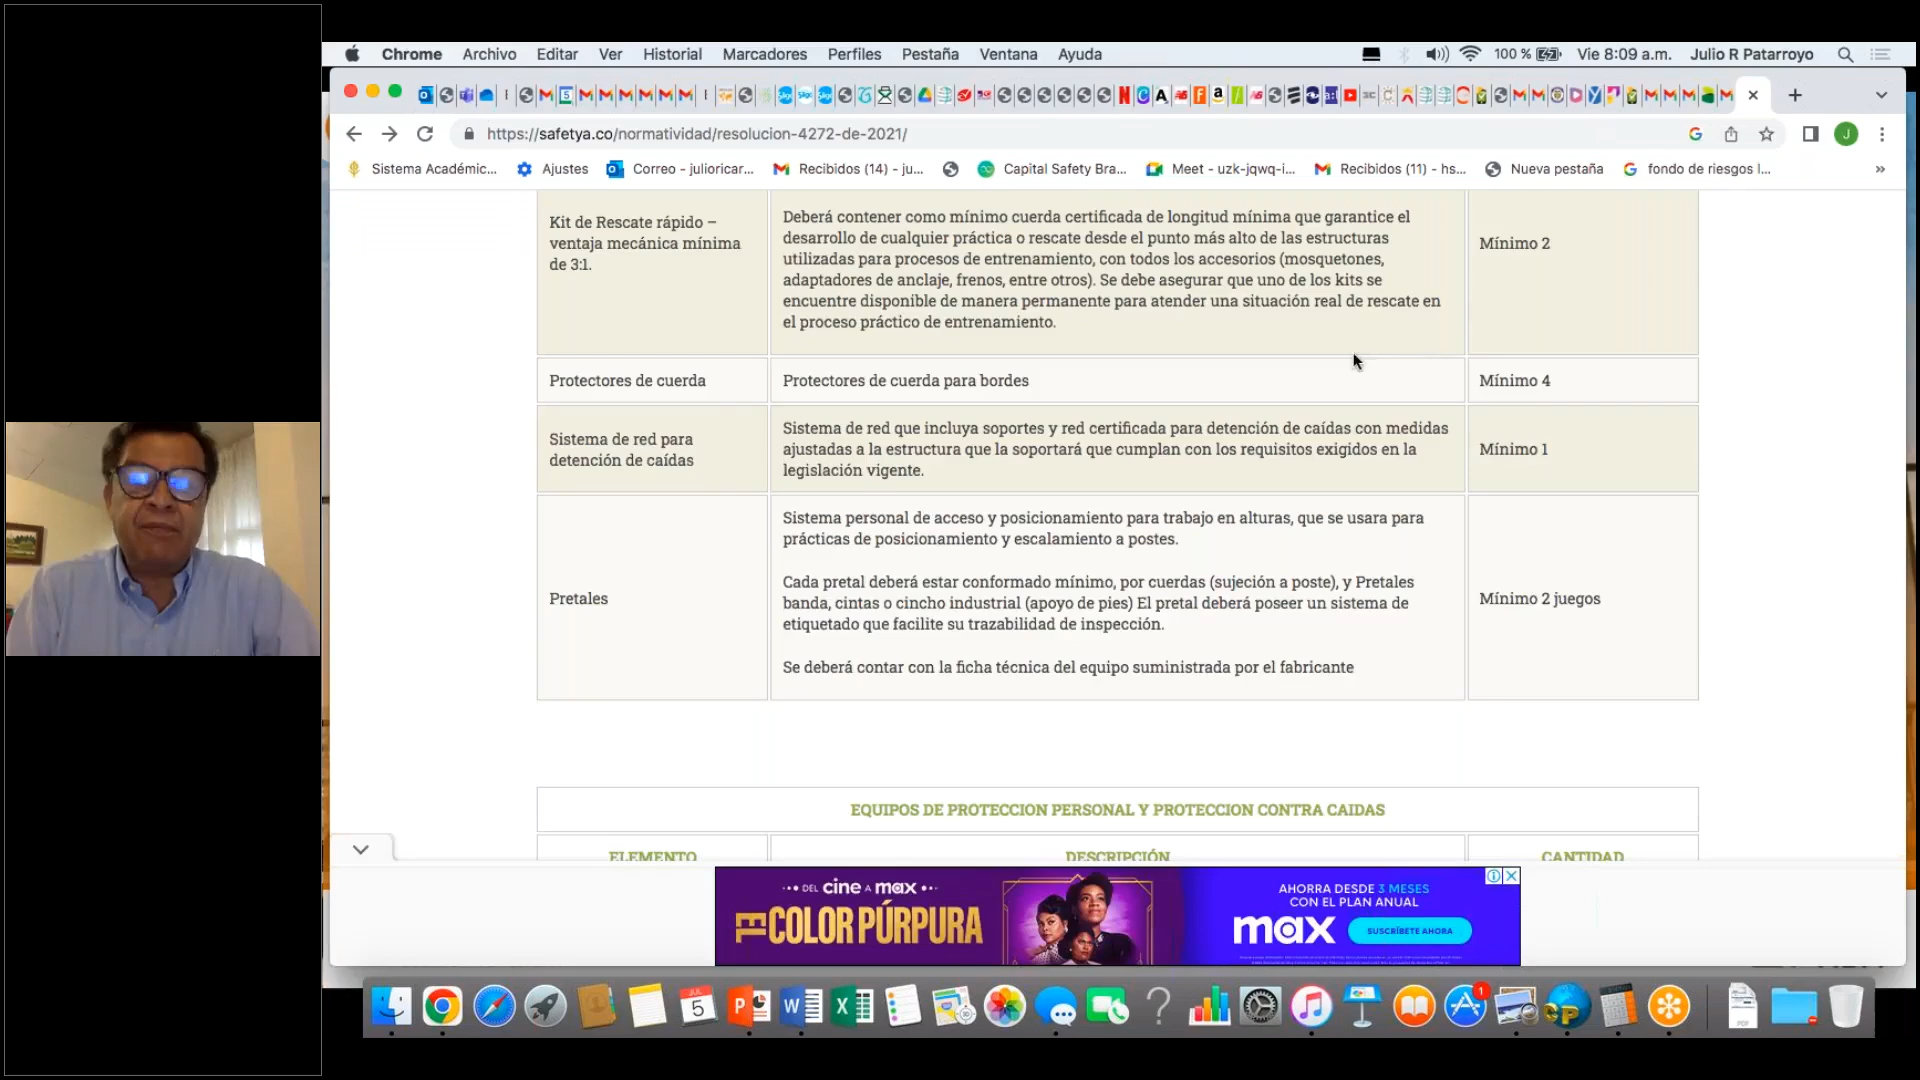 Chrome Archivo Editar Ver Historial Marcadores Perfiles Pestaña Ventana Ayuda 100 % Vie 8:09 a.m. Julio R Patarroyo
https://safetya.co/normatividad/resolucion-4272-de-2021/
J
Sistema Académic... Ajustes Correo - julioricar... Recibidos (14) - ju... Capital Safety Bra... Meet - uzk-jqwq-i... Recibidos (11) - hs... Nueva pestaña fondo de riesgos l... »
Kit de Rescate rápido –
ventaja mecánica mínima
de 3:1.
Deberá contener como mínimo cuerda certificada de longitud mínima que garantice el
desarrollo de cualquier práctica o rescate desde el punto más alto de las estructuras
utilizadas para procesos de entrenamiento, con todos los accesorios (mosquetones,
adaptadores de anclaje, frenos, entre otros). Se debe asegurar que uno de los kits se
encuentre disponible de manera permanente para atender una situación real de rescate en
el proceso práctico de entrenamiento.
Mínimo 2
Protectores de cuerda
Protectores de cuerda para bordes
Mínimo 4
Sistema de red para
detención de caídas
Sistema de red que incluya soportes y red certificada para detención de caídas con medidas
ajustadas a la estructura que la soportará que cumplan con los requisitos exigidos en la
legislación vigente.
Mínimo 1
Pretales
Sistema personal de acceso y posicionamiento para trabajo en alturas, que se usara para
prácticas de posicionamiento y escalamiento a postes.
Cada pretal deberá estar conformado mínimo, por cuerdas (sujeción a poste), y Pretales
banda, cintas o cincho industrial (apoyo de pies) El pretal deberá poseer un sistema de
etiquetado que facilite su trazabilidad de inspección.
Se deberá contar con la ficha técnica del equipo suministrada por el fabricante
Mínimo 2 juegos
EQUIPOS DE PROTECCION PERSONAL Y PROTECCION CONTRA CAIDAS
ELEMENTO DESCRIPCIÓN CANTIDAD
DEL cine A max
EL COLOR PÚRPURA
AHORRA DESDE 3 MESES
CON EL PLAN ANUAL
max
SUSCRÍBETE AHORA
JUL
5
1
PDF